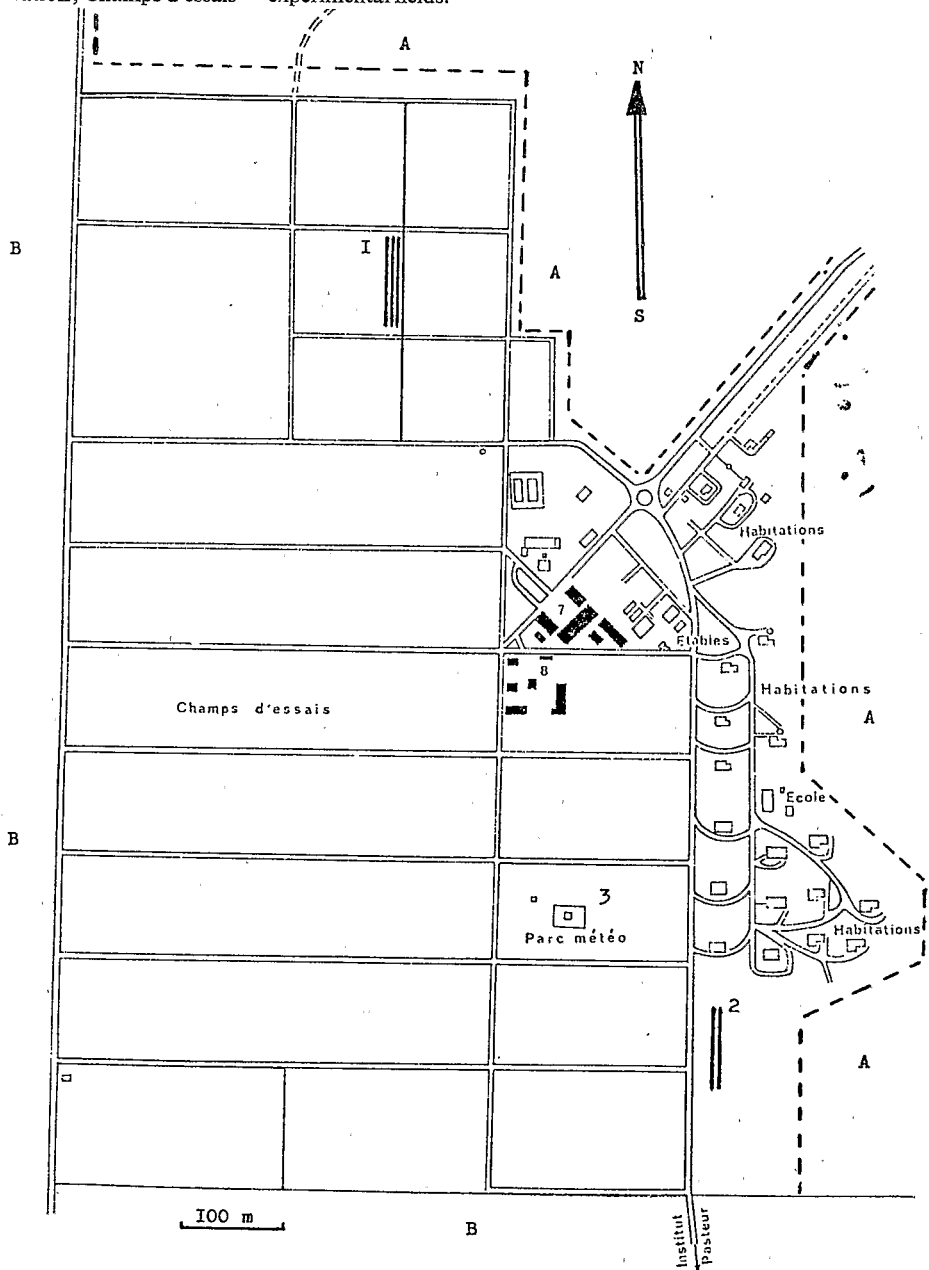 Champs d'essais experimental fields.
A
N
B
I
A
S
Habitations
7
Etables
8
Habitations
Champs d'essais
A
Ecole
B
3
Habitations
Parc météo
2
A
100 m
B
Institut
Pasteur